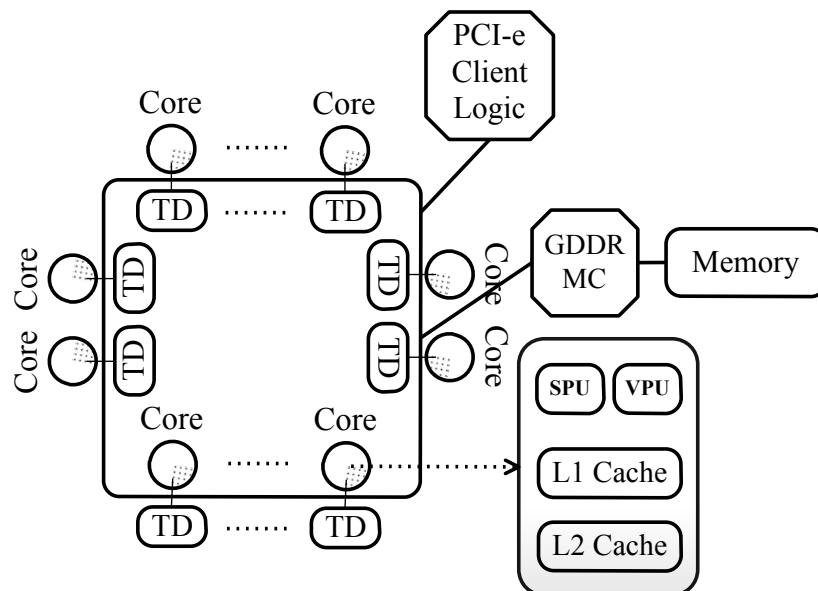 PCI-e
Client
Logic
Core
Core
TD
TD
GDDR
MC
Memory
Core
TD
TD
Core
Core
TD
TD
Core
SPU
VPU
Core
Core
L1 Cache
TD
TD
L2 Cache